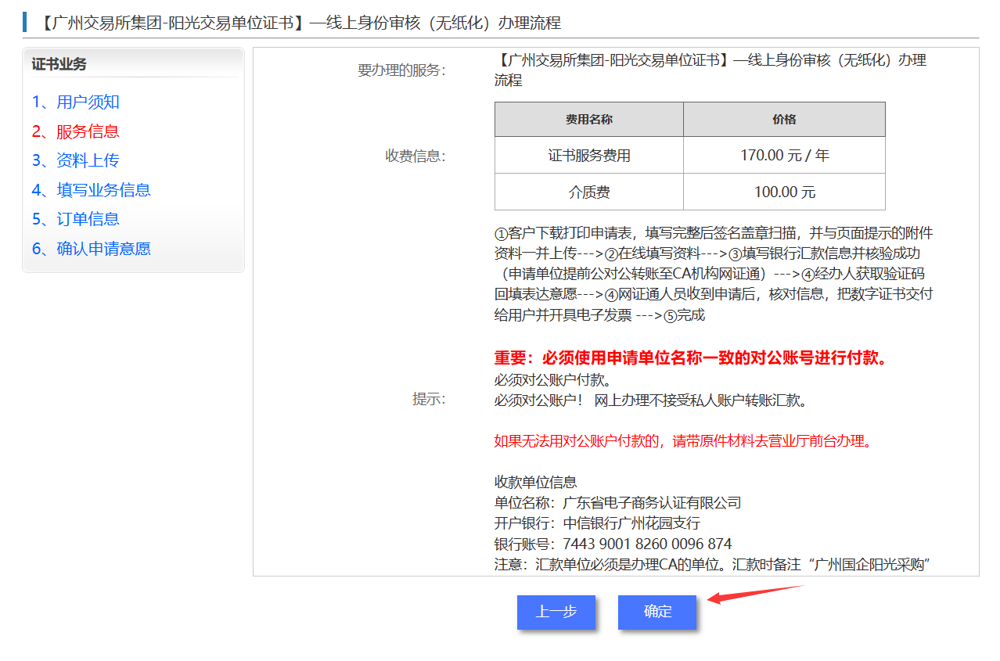 【广州交易所集团-阳光交易单位证书】—线上身份审核（无纸化）办理流程
证书业务
1、用户须知
2、服务信息
3、资料上传
4、填写业务信息
5、订单信息
6、确认申请意愿
要办理的服务：
【广州交易所集团-阳光交易单位证书】—线上身份审核（无纸化）办理
流程
收费信息：
费用名称 价格
证书服务费用 170.00 元 / 年
介质费 100.00 元
提示：
①客户下载打印申请表，填写完整后签名盖章扫描，并与页面提示的附件
资料一并上传--->②在线填写资料--->③填写银行汇款信息并核验成功
（申请单位提前公对公转账至CA机构网证通）--->④经办人获取验证码
回填表达意愿--->④网证通人员收到申请后，核对信息，把数字证书交付
给用户并开具电子发票 --->⑤完成
重要：必须使用申请单位名称一致的对公账号进行付款。
必须对公账户付款。
必须对公账户！ 网上办理不接受私人账户转账汇款。
如果无法用对公账户付款的，请带原件材料去营业厅前台办理。
收款单位信息
单位名称：广东省电子商务认证有限公司
开户银行：中信银行广州花园支行
银行账号：7443 9001 8260 0096 874
注意：汇款单位必须是办理CA的单位。汇款时备注“广州国企阳光采购”
上一步
确定